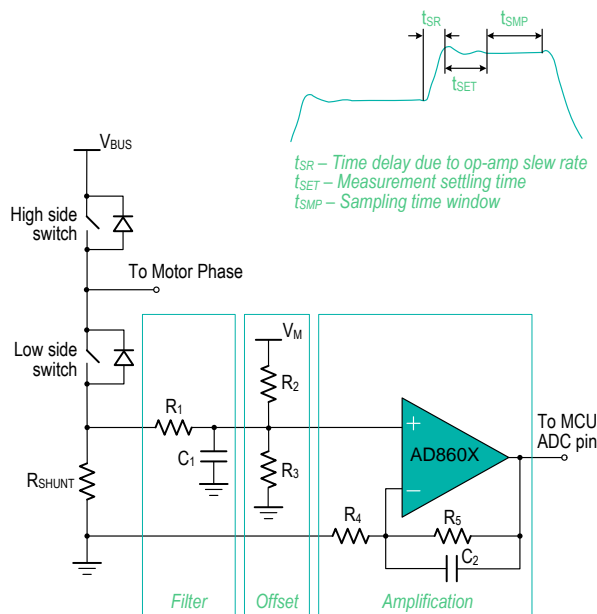 tSR
tSMP
tSET
tSR – Time delay due to op-amp slew rate
tSET – Measurement settling time
tSMP – Sampling time window
VBUS
High side
switch
To Motor Phase
Low side
switch
VM
R1
R2
C1
R3
RSHUNT
+
AD860X
−
To MCU
ADC pin
R4
R5
C2
Filter
Offset
Amplification